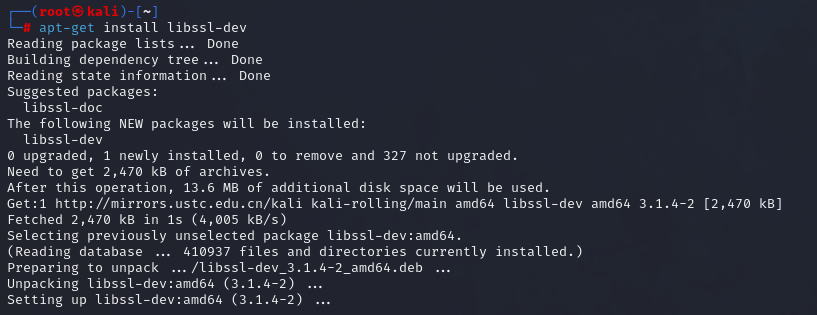 ┌──(root㉿kali)-[~]
└─# apt-get install libssl-dev
Reading package lists... Done
Building dependency tree... Done
Reading state information... Done
Suggested packages:
  libssl-doc
The following NEW packages will be installed:
  libssl-dev
0 upgraded, 1 newly installed, 0 to remove and 327 not upgraded.
Need to get 2,470 kB of archives.
After this operation, 13.6 MB of additional disk space will be used.
Get:1 http://mirrors.ustc.edu.cn/kali kali-rolling/main amd64 libssl-dev amd64 3.1.4-2 [2,470 kB]
Fetched 2,470 kB in 1s (4,005 kB/s)
Selecting previously unselected package libssl-dev:amd64.
(Reading database ... 410937 files and directories currently installed.)
Preparing to unpack .../libssl-dev_3.1.4-2_amd64.deb ...
Unpacking libssl-dev:amd64 (3.1.4-2) ...
Setting up libssl-dev:amd64 (3.1.4-2) ...